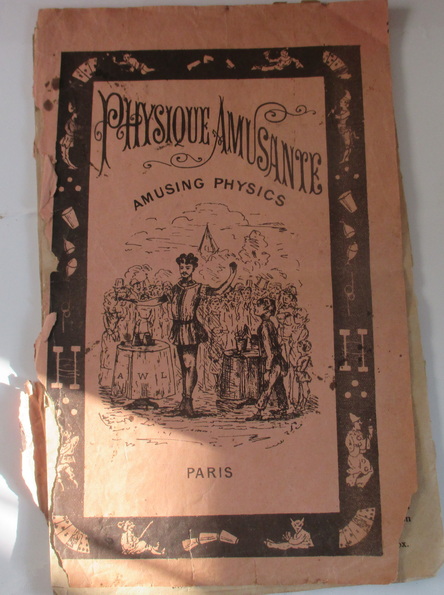 PHYSIQUE AMUSANTE
AMUSING PHYSICS
A W L
PARIS